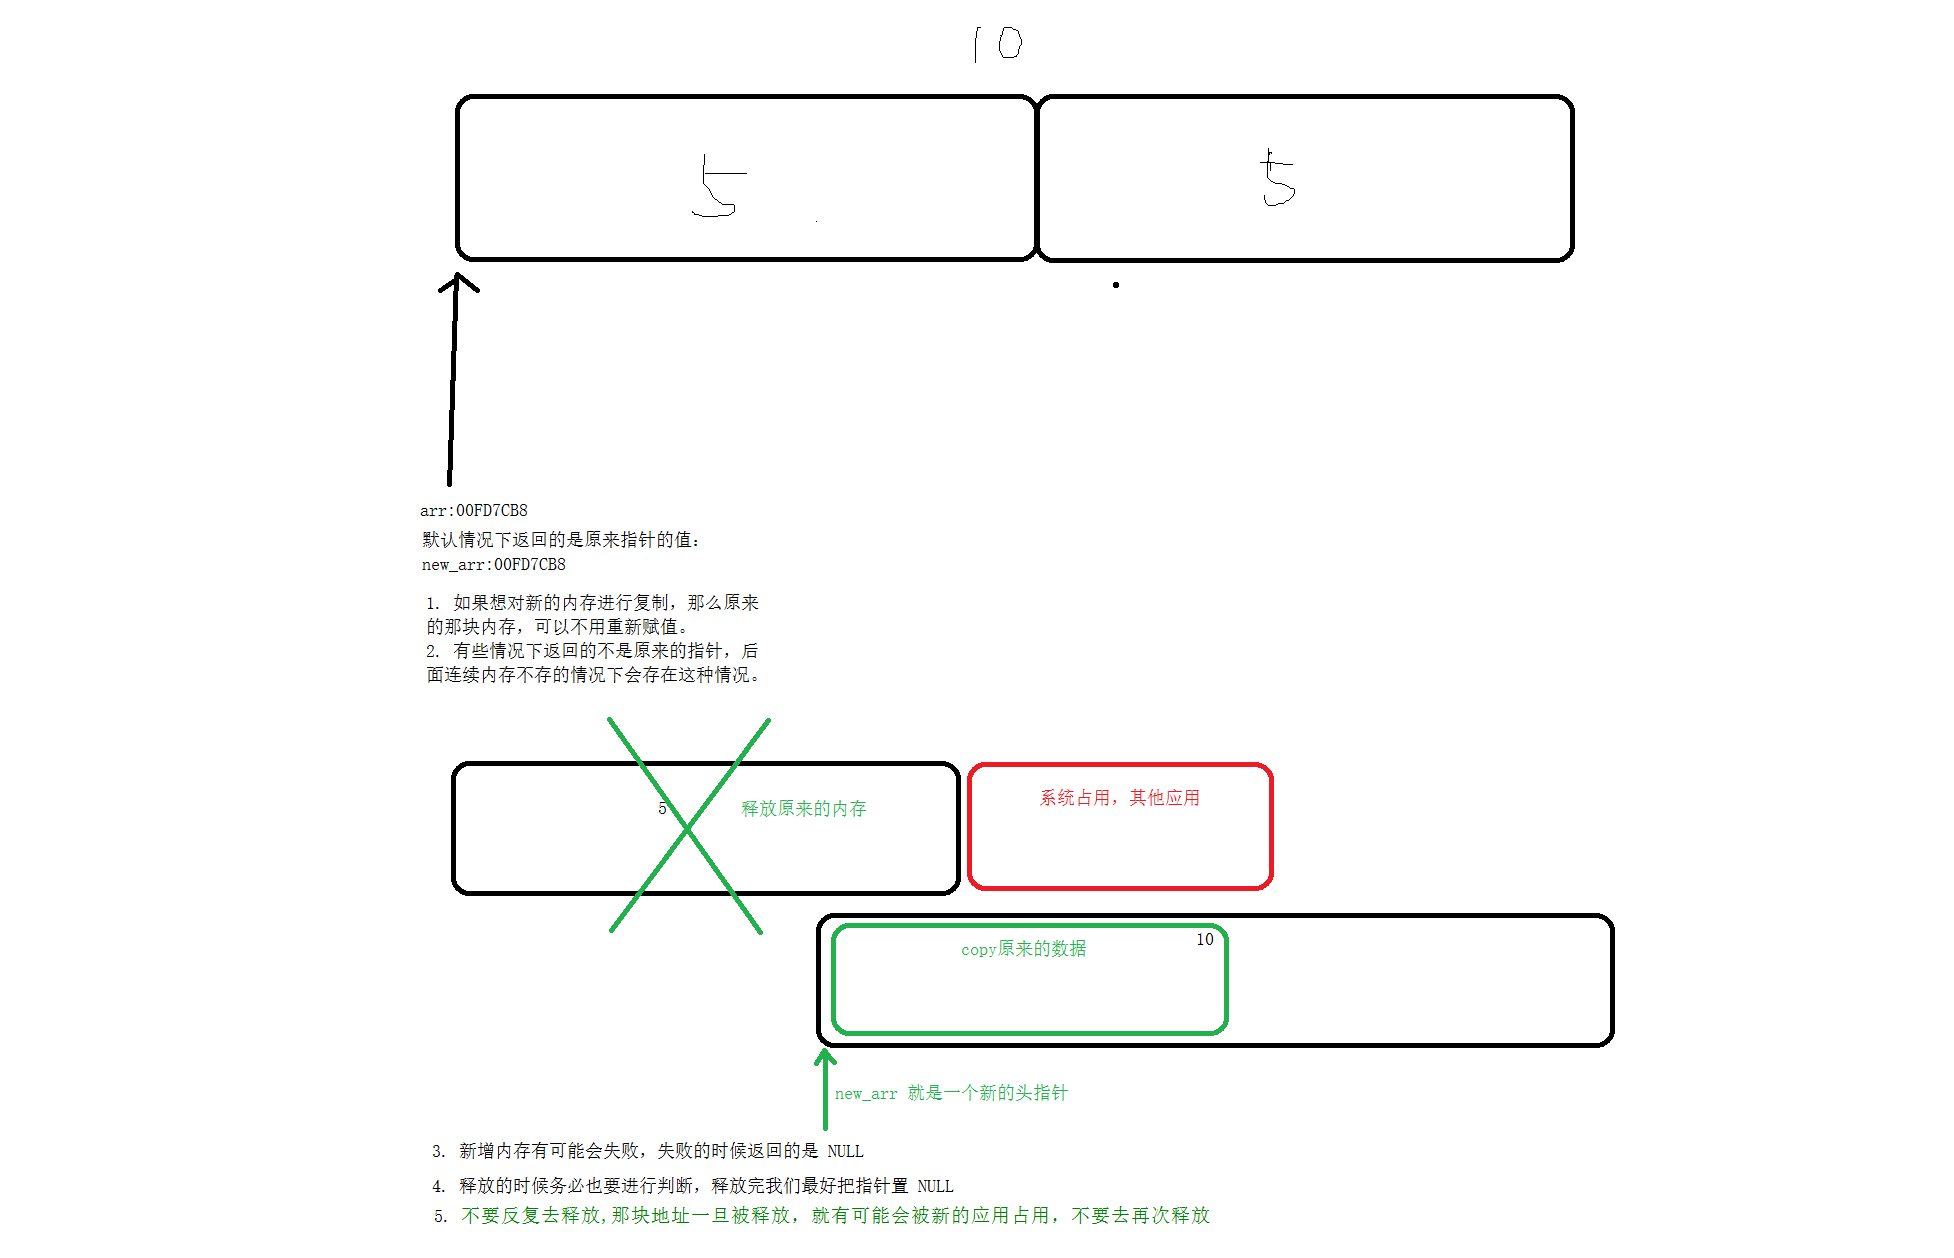 10
5 5
arr:00FD7CB8
默认情况下返回的是原来指针的值：
new_arr:00FD7CB8
1. 如果想对新的内存进行复制，那么原来
的那块内存，可以不用重新赋值。
2. 有些情况下返回的不是原来的指针，后
面连续内存不存的情况下会存在这种情况。
5 释放原来的内存
系统占用，其他应用
copy原来的数据 10
new_arr 就是一个新的头指针
3. 新增内存有可能会失败，失败的时候返回的是 NULL
4. 释放的时候务必也要进行判断，释放完我们最好把指针置 NULL
5. 不要反复去释放,那块地址一旦被释放，就有可能会被新的应用占用，不要去再次释放